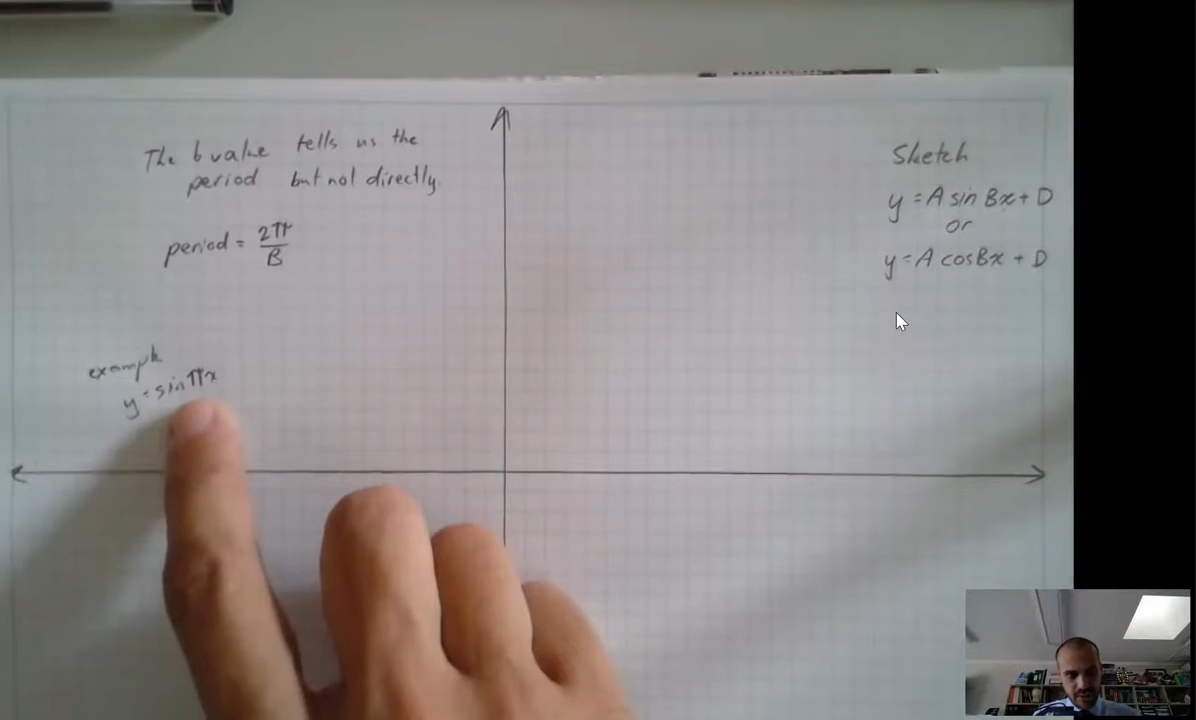 The b value tells us the
period but not directly.
period = 2π/B
example
y = sin πx
Sketch
y = A sin Bx + D
or
y = A cos Bx + D